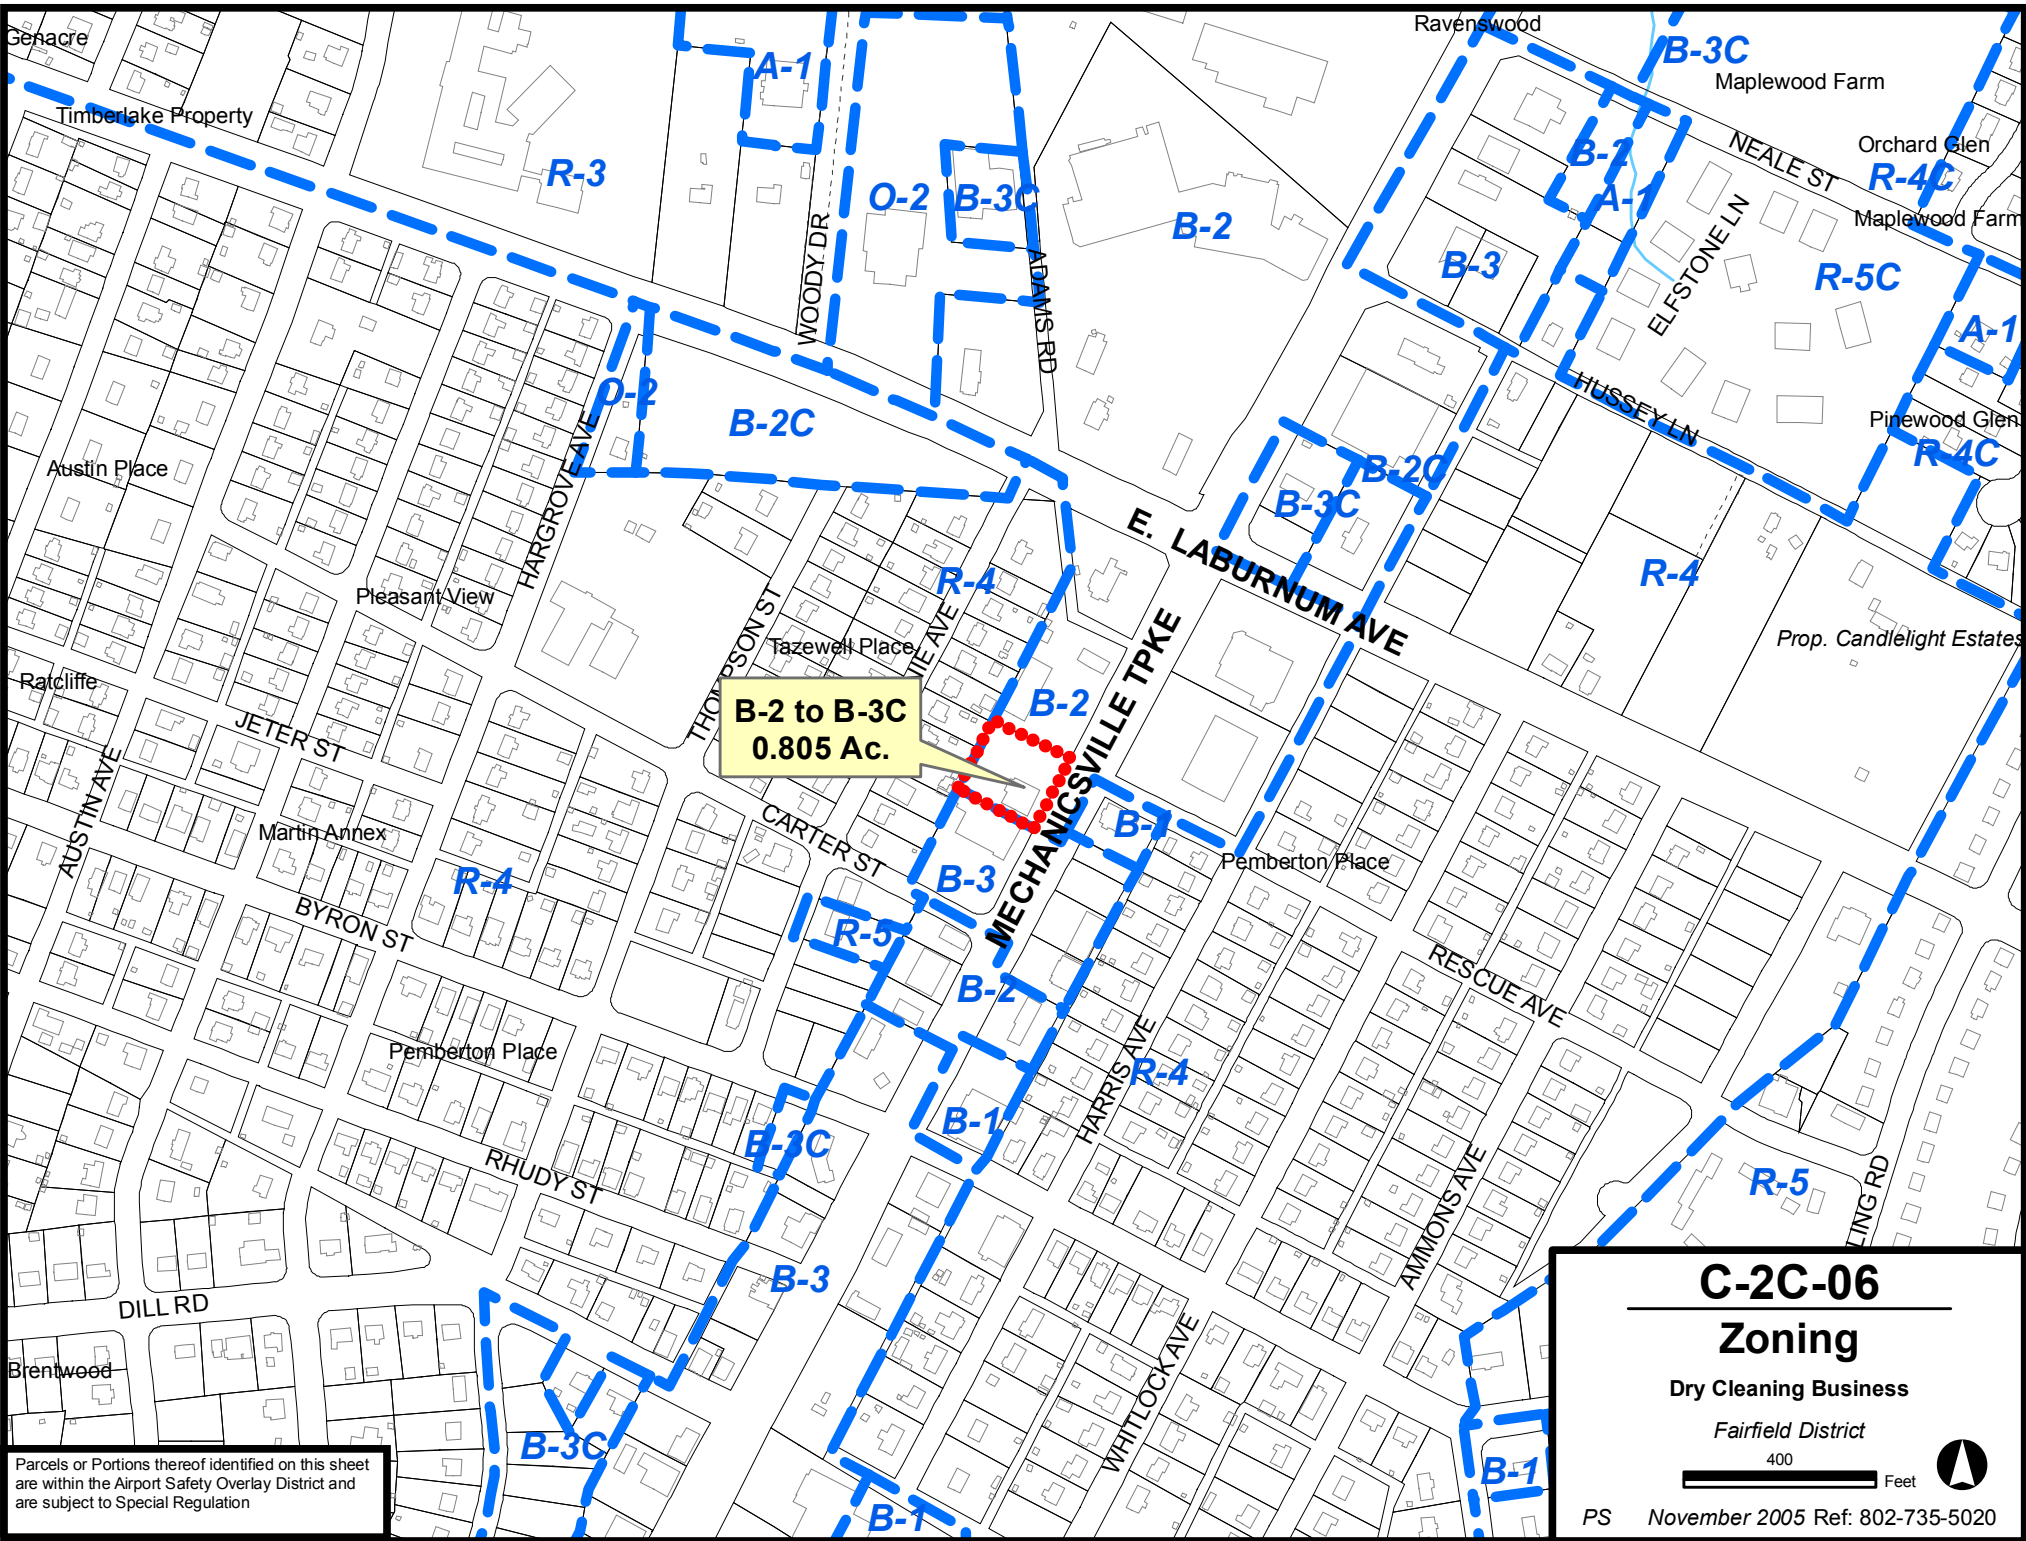 Genacre
Ravenswood
B-3C
A-1
Maplewood Farm
Timberlake Property
NEALE ST
Orchard Glen
R-4C
B-2
R-3
O-2
B-3C
A-1
Maplewood Farm
B-2
WOODY DR
ADAMS RD
B-3
ELFSTONE LN
R-5C
A-1
O-2
B-2C
HUSSEY LN
Pinewood Glen
R-4C
Austin Place
HARGROVE AVE
B-2C
B-3C
E. LABURNUM AVE
R-4
R-4
Pleasant View
THOMPSON ST
Tazewell Place
NIE AVE
Prop. Candlelight Estates
Ratcliffe
B-2 to B-3C
0.805 Ac.
B-2
MECHANICSVILLE TPKE
JETER ST
AUSTIN AVE
Martin Annex
CARTER ST
B-1
Pemberton Place
R-4
B-3
BYRON ST
R-5
RESCUE AVE
B-2
Pemberton Place
HARRIS AVE
R-4
B-1
B-3C
RHUDY ST
AMMONS AVE
R-5
LING RD
B-3
DILL RD
WHITLOCK AVE
Brentwood
B-3C
B-1
B-1
Parcels or Portions thereof identified on this sheet
are within the Airport Safety Overlay District and
are subject to Special Regulation
C-2C-06
Zoning
Dry Cleaning Business
Fairfield District
400
Feet
PS November 2005 Ref: 802-735-5020